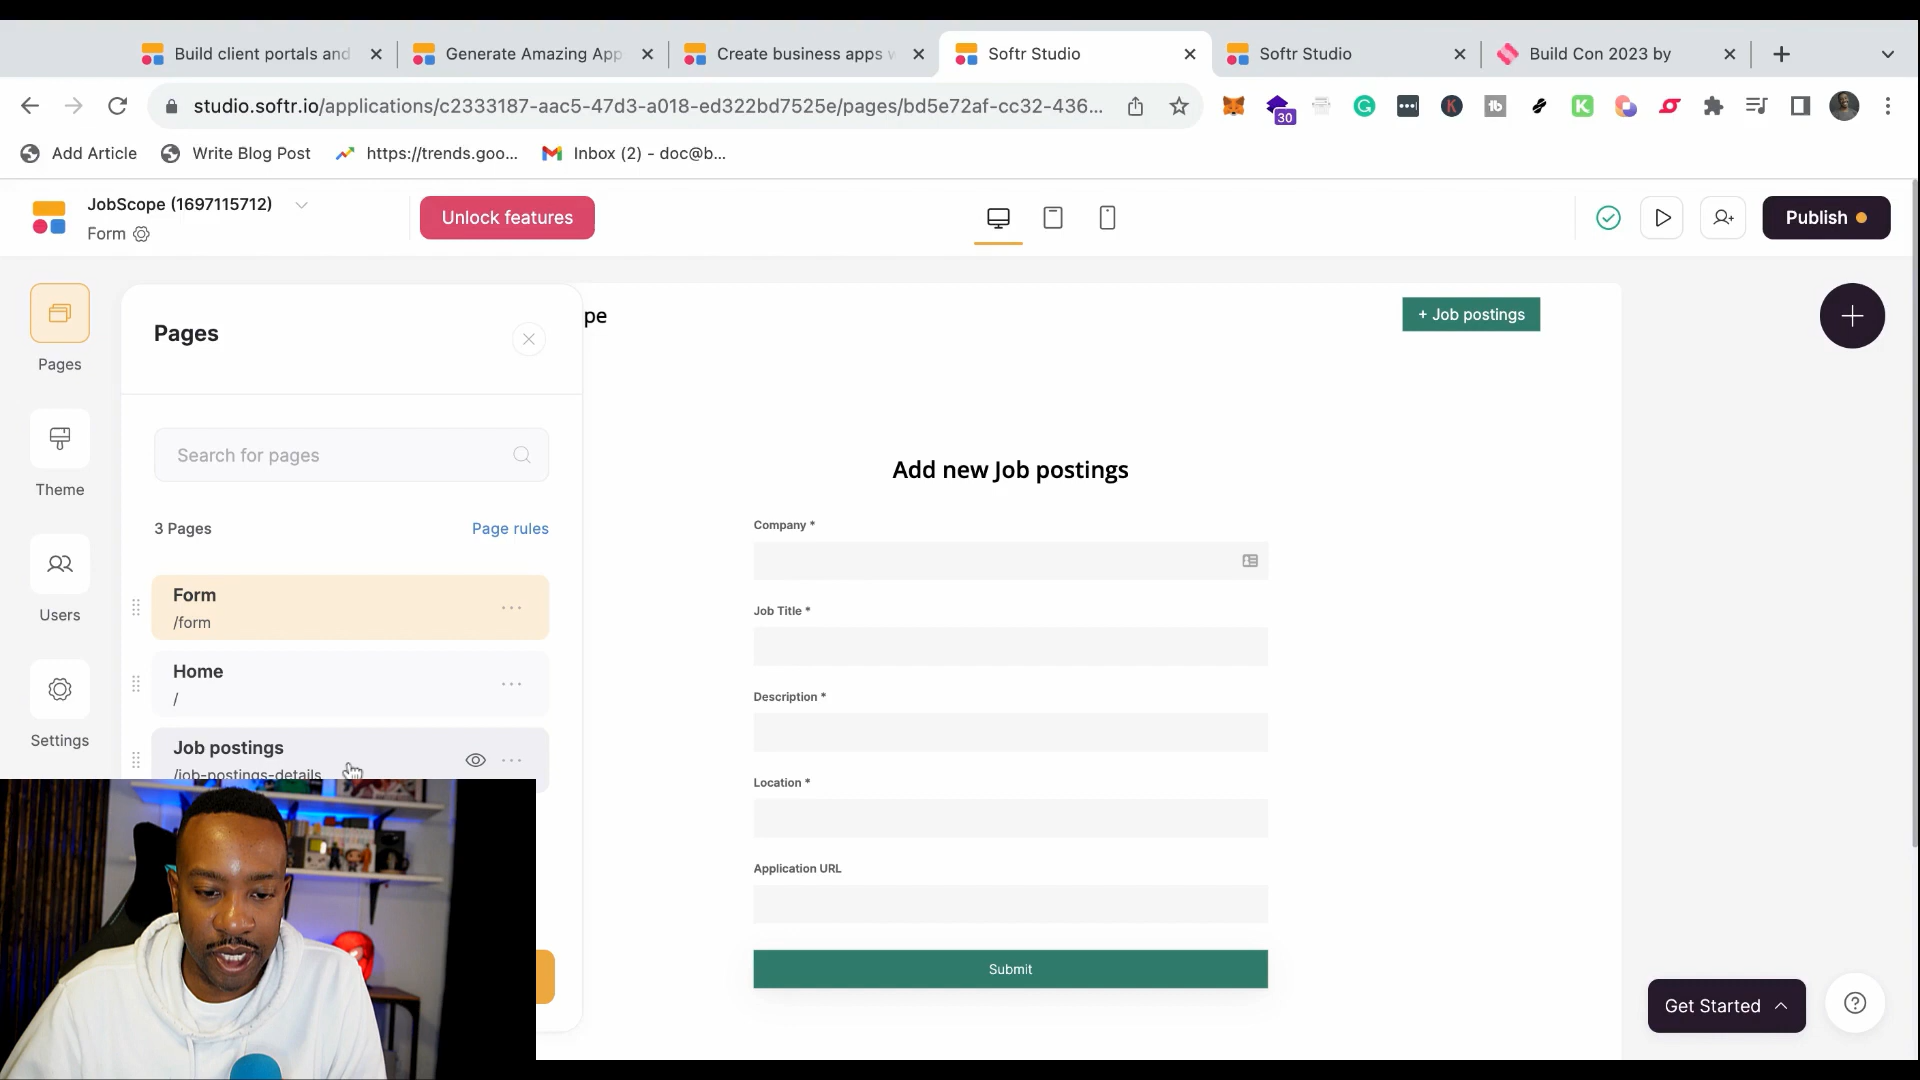 Build client portals and
Generate Amazing App
Create business apps w
Softr Studio
Softr Studio
Build Con 2023 by
studio.softr.io/applications/c2333187-aac5-47d3-a018-ed322bd7525e/pages/bd5e72af-cc32-436...
30
Add Article
Write Blog Post
https://trends.goo...
Inbox (2) - doc@b...
JobScope (1697115712)
Form
Unlock features
Publish
Pages
Theme
Users
Settings
Pages
Search for pages
3 Pages
Page rules
Form
/form
Home
/
Job postings
/job-postings-details
pe
+ Job postings
Add new Job postings
Company *
Job Title *
Description *
Location *
Application URL
Submit
Get Started